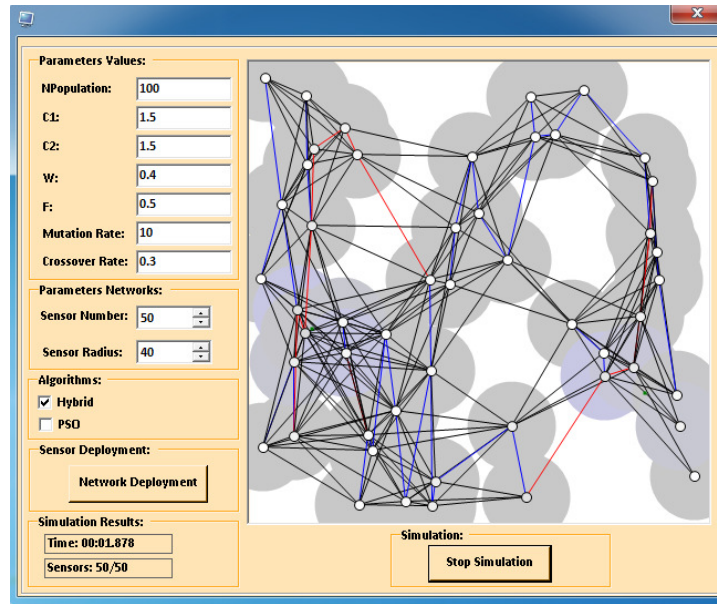 Parameters Values:
NPopulation: 100
C1: 1.5
C2: 1.5
W: 0.4
F: 0.5
Mutation Rate: 10
Crossover Rate: 0.3
Parameters Networks:
Sensor Number: 50
Sensor Radius: 40
Algorithms:
Hybrid
PSO
Sensor Deployment:
Network Deployment
Simulation Results:
Time: 00:01.878
Sensors: 50/50
Simulation:
Stop Simulation